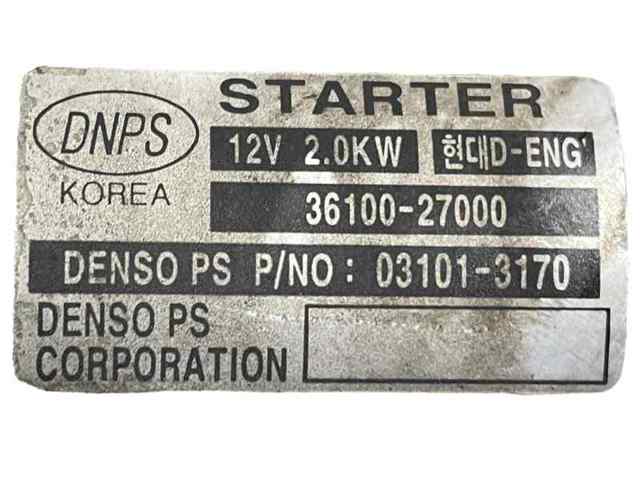 STARTER
DNPS
12V 2.0KW 현대D-ENG'
KOREA
36100-27000
DENSO PS P/NO: 03101-3170
DENSO PS
CORPORATION